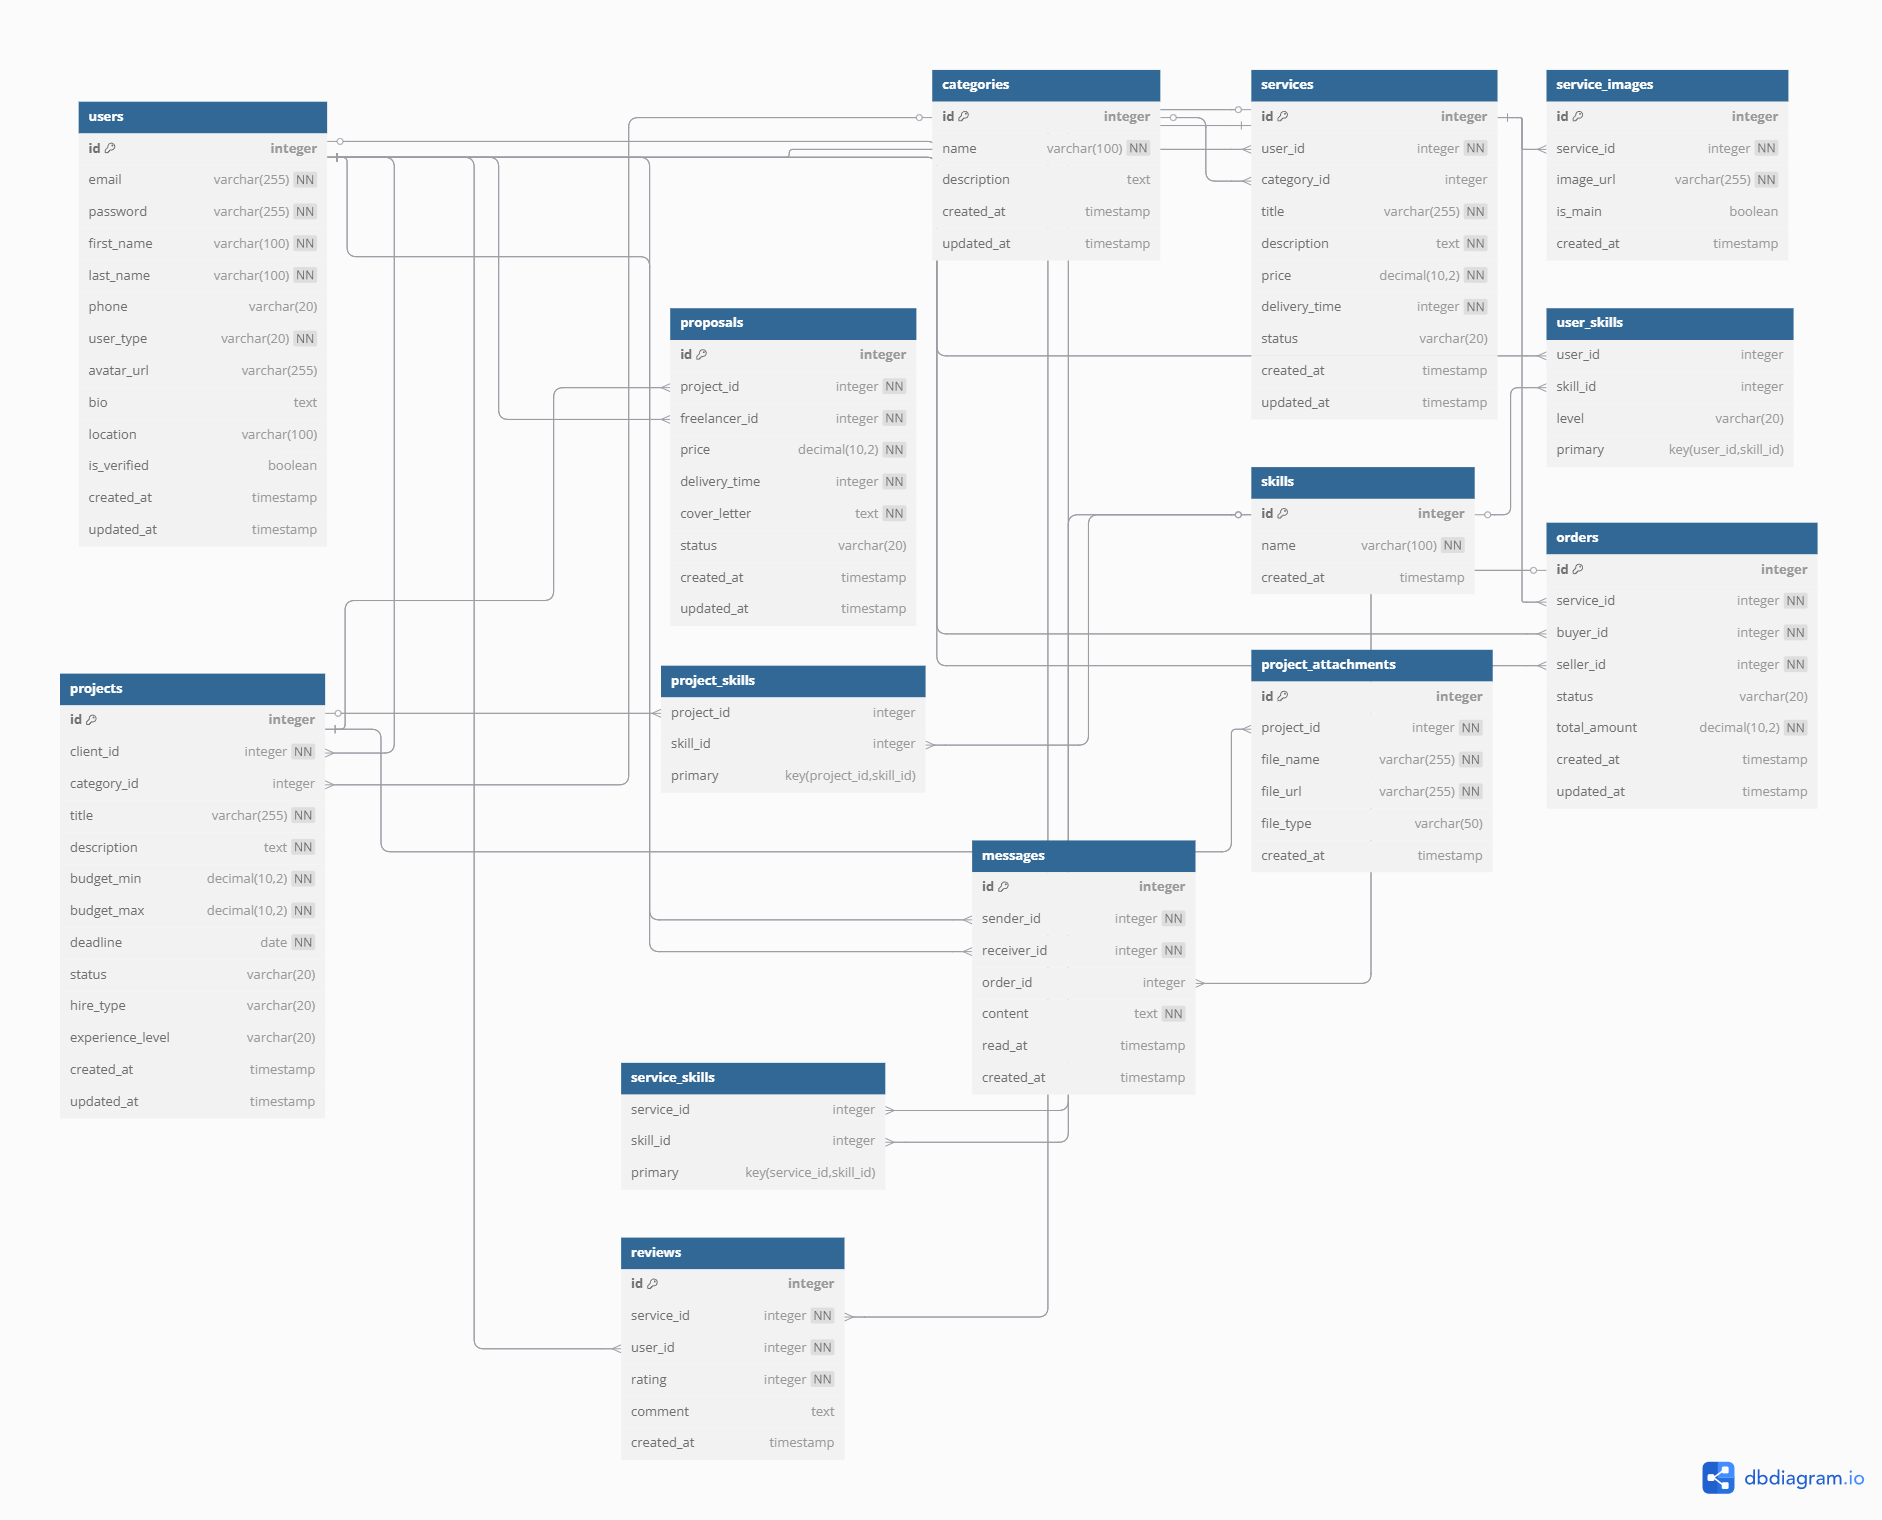 users
id integer
email varchar(255) NN
password varchar(255) NN
first_name varchar(100) NN
last_name varchar(100) NN
phone varchar(20)
user_type varchar(20) NN
avatar_url varchar(255)
bio text
location varchar(100)
is_verified boolean
created_at timestamp
updated_at timestamp
categories
id integer
name varchar(100) NN
description text
created_at timestamp
updated_at timestamp
services
id integer
user_id integer NN
category_id integer
title varchar(255) NN
description text NN
price decimal(10,2) NN
delivery_time integer NN
status varchar(20)
created_at timestamp
updated_at timestamp
service_images
id integer
service_id integer NN
image_url varchar(255) NN
is_main boolean
created_at timestamp
proposals
id integer
project_id integer NN
freelancer_id integer NN
price decimal(10,2) NN
delivery_time integer NN
cover_letter text NN
status varchar(20)
created_at timestamp
updated_at timestamp
user_skills
user_id integer
skill_id integer
level varchar(20)
primary key(user_id,skill_id)
skills
id integer
name varchar(100) NN
created_at timestamp
orders
id integer
service_id integer NN
buyer_id integer NN
seller_id integer NN
status varchar(20)
total_amount decimal(10,2) NN
created_at timestamp
updated_at timestamp
projects
id integer
client_id integer NN
category_id integer
title varchar(255) NN
description text NN
budget_min decimal(10,2) NN
budget_max decimal(10,2) NN
deadline date NN
status varchar(20)
hire_type varchar(20)
experience_level varchar(20)
created_at timestamp
updated_at timestamp
project_skills
project_id integer
skill_id integer
primary key(project_id,skill_id)
project_attachments
id integer
project_id integer NN
file_name varchar(255) NN
file_url varchar(255) NN
file_type varchar(50)
created_at timestamp
messages
id integer
sender_id integer NN
receiver_id integer NN
order_id integer
content text NN
read_at timestamp
created_at timestamp
service_skills
service_id integer
skill_id integer
primary key(service_id,skill_id)
reviews
id integer
service_id integer NN
user_id integer NN
rating integer NN
comment text
created_at timestamp
dbdiagram.io